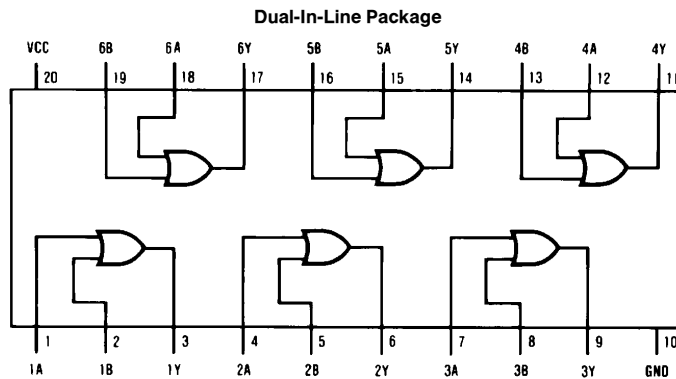 Dual-In-Line Package
VCC 6B 6A 6Y 5B 5A 5Y 4B 4A 4Y
20 19 18 17 16 15 14 13 12 11
1 2 3 4 5 6 7 8 9 10
1A 1B 1Y 2A 2B 2Y 3A 3B 3Y GND